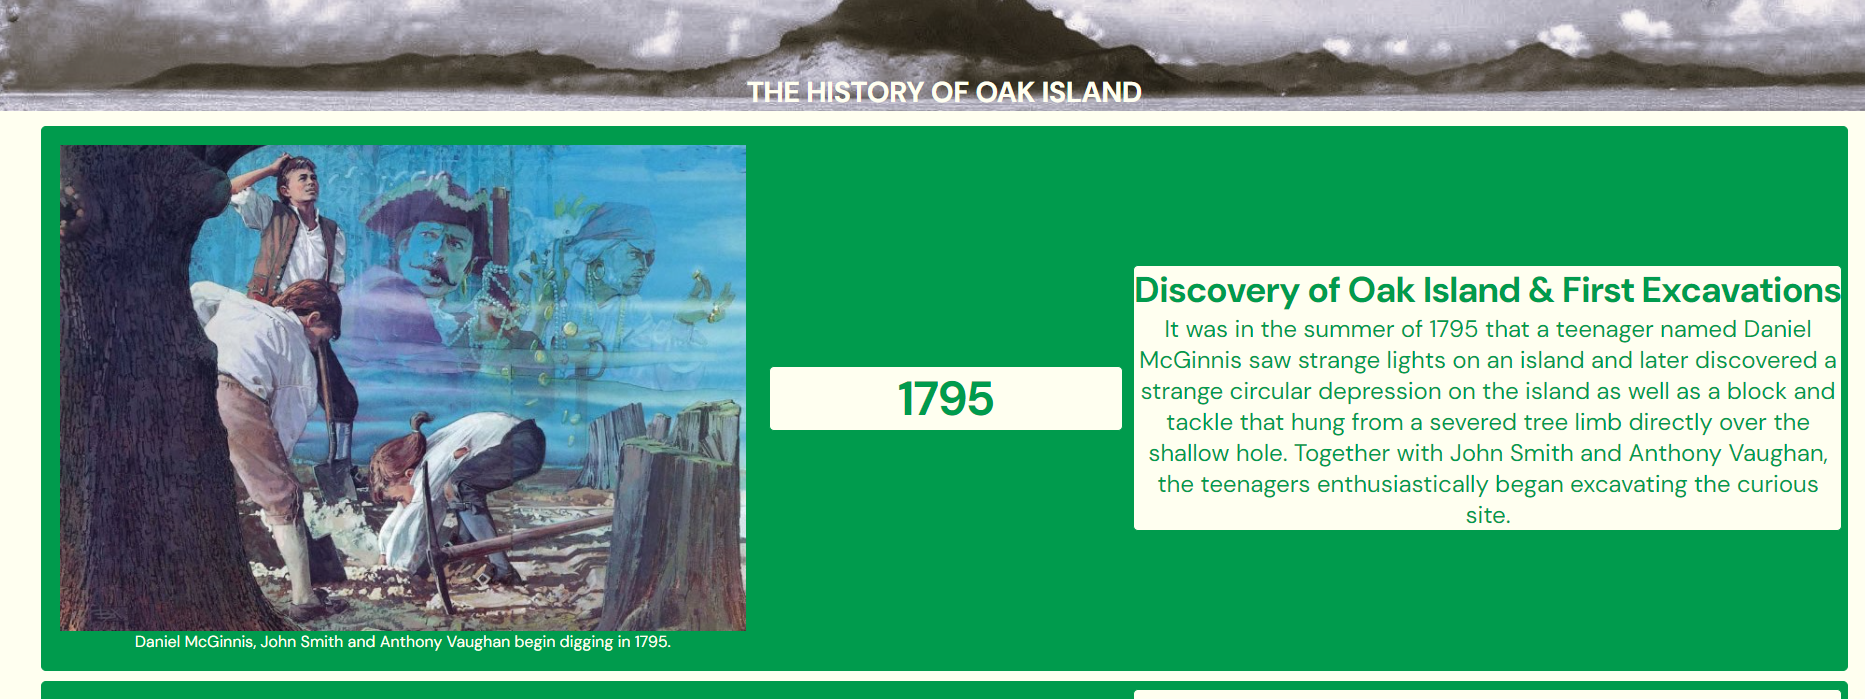 THE HISTORY OF OAK ISLAND
Daniel McGinnis, John Smith and Anthony Vaughan begin digging in 1795.
1795
Discovery of Oak Island & First Excavations
It was in the summer of 1795 that a teenager named Daniel
McGinnis saw strange lights on an island and later discovered a
strange circular depression on the island as well as a block and
tackle that hung from a severed tree limb directly over the
shallow hole. Together with John Smith and Anthony Vaughan,
the teenagers enthusiastically began excavating the curious
site.